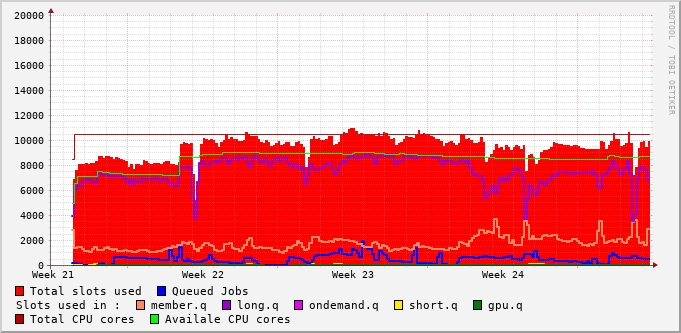 20000
18000
16000
14000
12000
10000
8000
6000
4000
2000
0
Week 21 Week 22 Week 23 Week 24
Total slots used Queued Jobs
Slots used in : member.q long.q ondemand.q short.q gpu.q
Total CPU cores Availale CPU cores
RRDTOOL / TOBI OETIKER